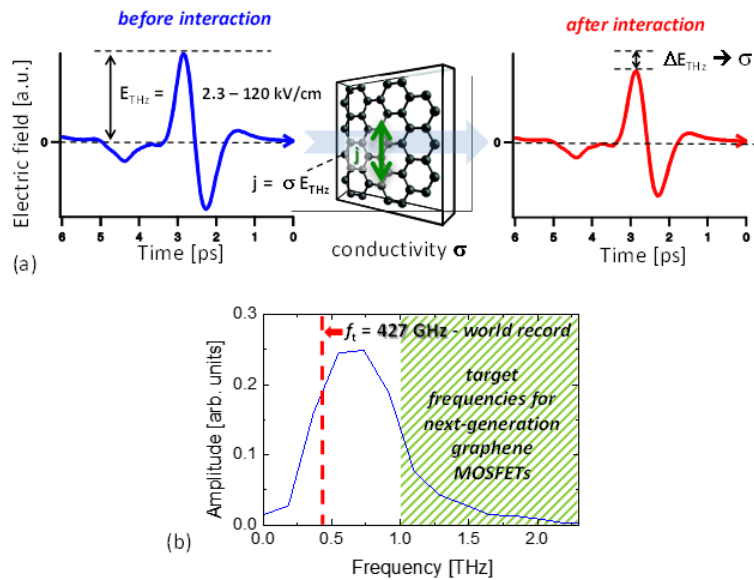 (a)
before interaction
after interaction
Electric field [a.u.]
0
E_THz = 2.3 – 120 kV/cm
6 5 4 3 2 1 0
Time [ps]
j
j = σ E_THz
conductivity σ
ΔE_THz → σ
0
6 5 4 3 2 1 0
Time [ps]
(b)
Amplitude [arb. units]
0.3
0.2
0.1
0.0
f_t = 427 GHz - world record
target
frequencies for
next-generation
graphene
MOSFETs
0.0 0.5 1.0 1.5 2.0
Frequency [THz]